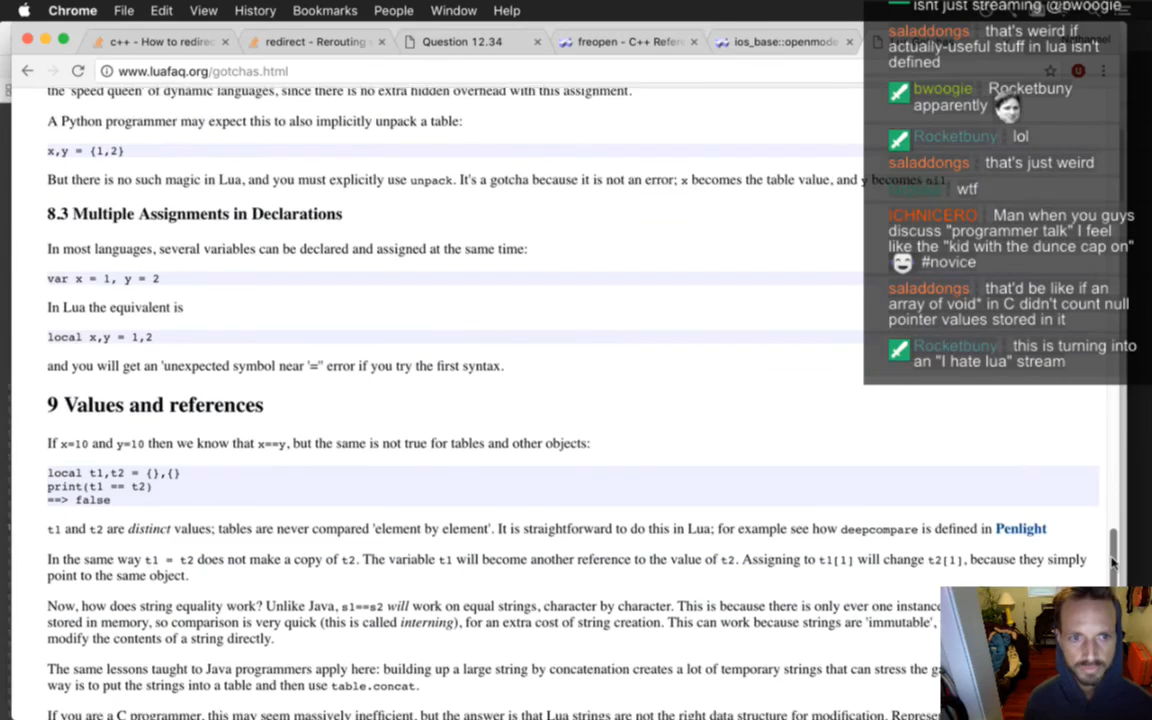 Chrome File Edit View History Bookmarks People Window Help
c++ - How to redirec
redirect - Rerouting
Question 12.34
freopen - C++ Refer
ios_base::openmode
www.luafaq.org/gotchas.html
the 'speed queen' of dynamic languages, since there is no extra hidden overhead with this assignment.
A Python programmer may expect this to also implicitly unpack a table:
x,y = {1,2}
But there is no such magic in Lua, and you must explicitly use unpack. It's a gotcha because it is not an error; x becomes the table value, and y becomes nil.
8.3 Multiple Assignments in Declarations
In most languages, several variables can be declared and assigned at the same time:
var x = 1, y = 2
In Lua the equivalent is
local x,y = 1,2
and you will get an 'unexpected symbol near '='' error if you try the first syntax.
9 Values and references
If x=10 and y=10 then we know that x==y, but the same is not true for tables and other objects:
local t1,t2 = {},{}
print(t1 == t2)
==> false
t1 and t2 are distinct values; tables are never compared 'element by element'. It is straightforward to do this in Lua; for example see how deepcompare is defined in Penlight
In the same way t1 = t2 does not make a copy of t2. The variable t1 will become another reference to the value of t2. Assigning to t1[1] will change t2[1], because they simply
point to the same object.
Now, how does string equality work? Unlike Java, s1==s2 will work on equal strings, character by character. This is because there is only ever one instance
stored in memory, so comparison is very quick (this is called interning), for an extra cost of string creation. This can work because strings are 'immutable',
modify the contents of a string directly.
The same lessons taught to Java programmers apply here: building up a large string by concatenation creates a lot of temporary strings that can stress the
way is to put the strings into a table and then use table.concat.
If you are a C programmer, this may seem massively inefficient, but the answer is that Lua strings are not the right data structure for modification.
isnt just streaming @bwoogie
saladdongs that's weird if
actually-useful stuff in lua isn't
defined
bwoogie Rocketbuny
apparently
Rocketbuny lol
saladdongs that's just weird
wtf
ICHNICERO Man when you guys
discuss "programmer talk" I feel
like the "kid with the dunce cap on"
#novice
saladdongs that'd be like if an
array of void* in C didn't count null
pointer values stored in it
Rocketbuny this is turning into
an "I hate lua" stream